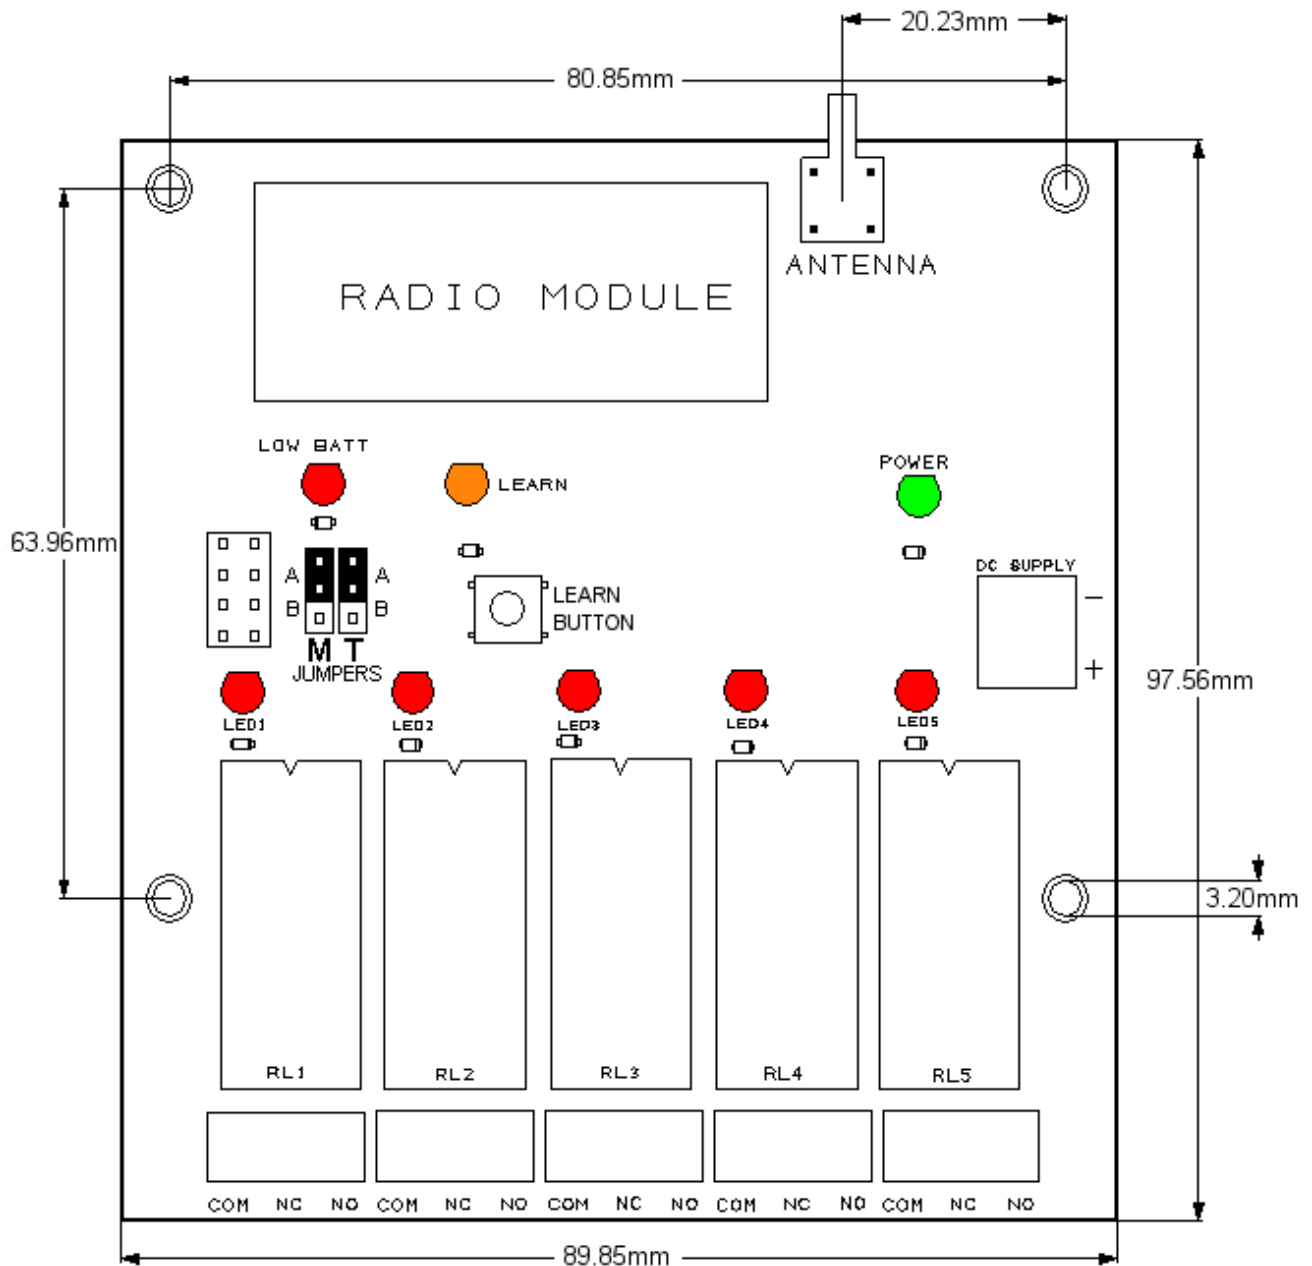 20.23mm
80.85mm
ANTENNA
RADIO MODULE
LOW BATT
LEARN
POWER
63.96mm
DC SUPPLY
A A
B B
LEARN
BUTTON
−
+
M T
JUMPERS
97.56mm
LED1 LED2 LED3 LED4 LED5
3.20mm
RL1 RL2 RL3 RL4 RL5
COM NC NO COM NC NO COM NC NO COM NC NO COM NC NO
89.85mm